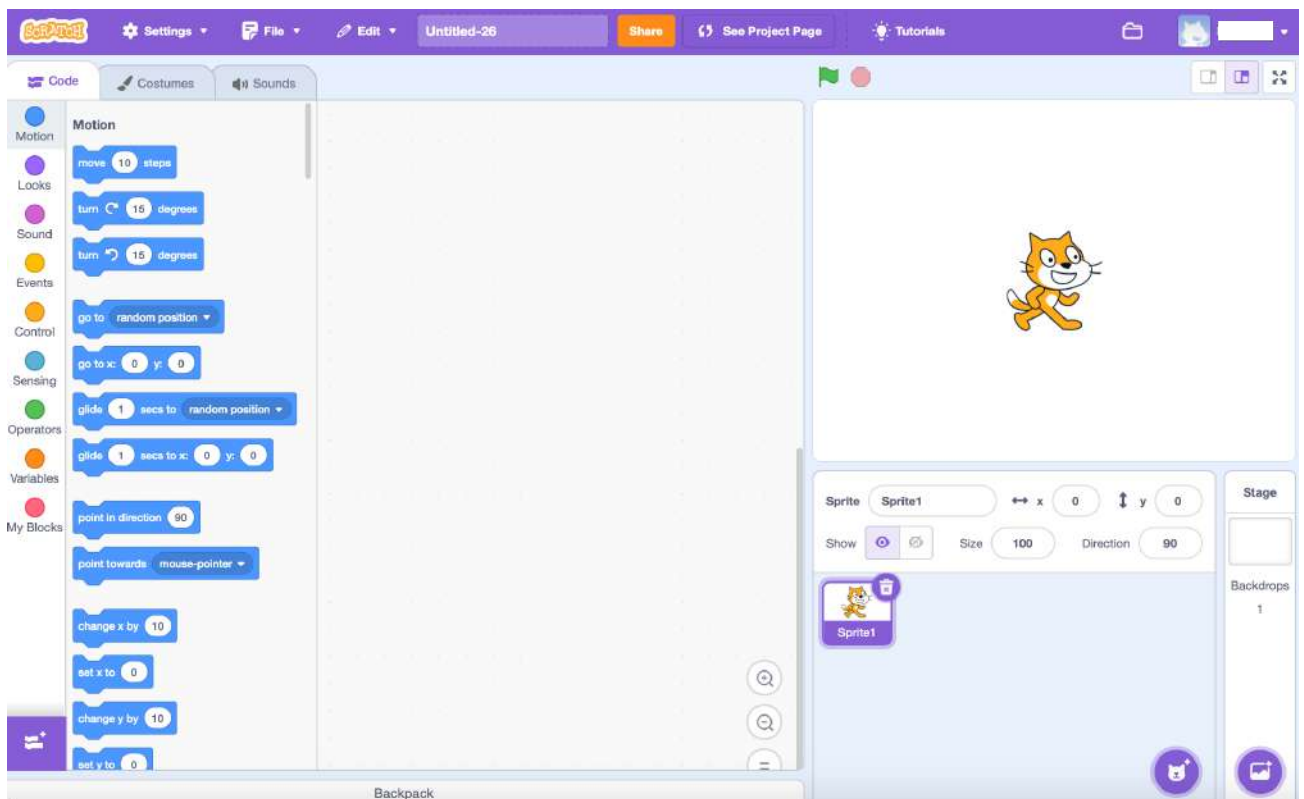 SCRATCH Settings File Edit Untitled-26 Share See Project Page Tutorials
Code Costumes Sounds
Motion
Looks
Sound
Events
Control
Sensing
Operators
Variables
My Blocks
Motion
move 10 steps
turn 15 degrees
turn 15 degrees
go to random position
go to x: 0 y: 0
glide 1 secs to random position
glide 1 secs to x: 0 y: 0
point in direction 90
point towards mouse-pointer
change x by 10
set x to 0
change y by 10
set y to 0
Backpack
Sprite Sprite1 x 0 y 0
Show Size 100 Direction 90
Sprite1
Stage
Backdrops
1